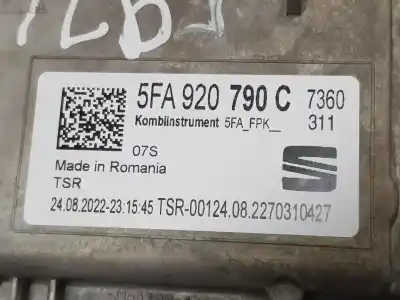 5FA 920 790 C 7360
Kombiinstrument 5FA_FPK__ 311
07S
Made in Romania
TSR
24.08.2022-23:15:45 TSR-00124.08.2270310427